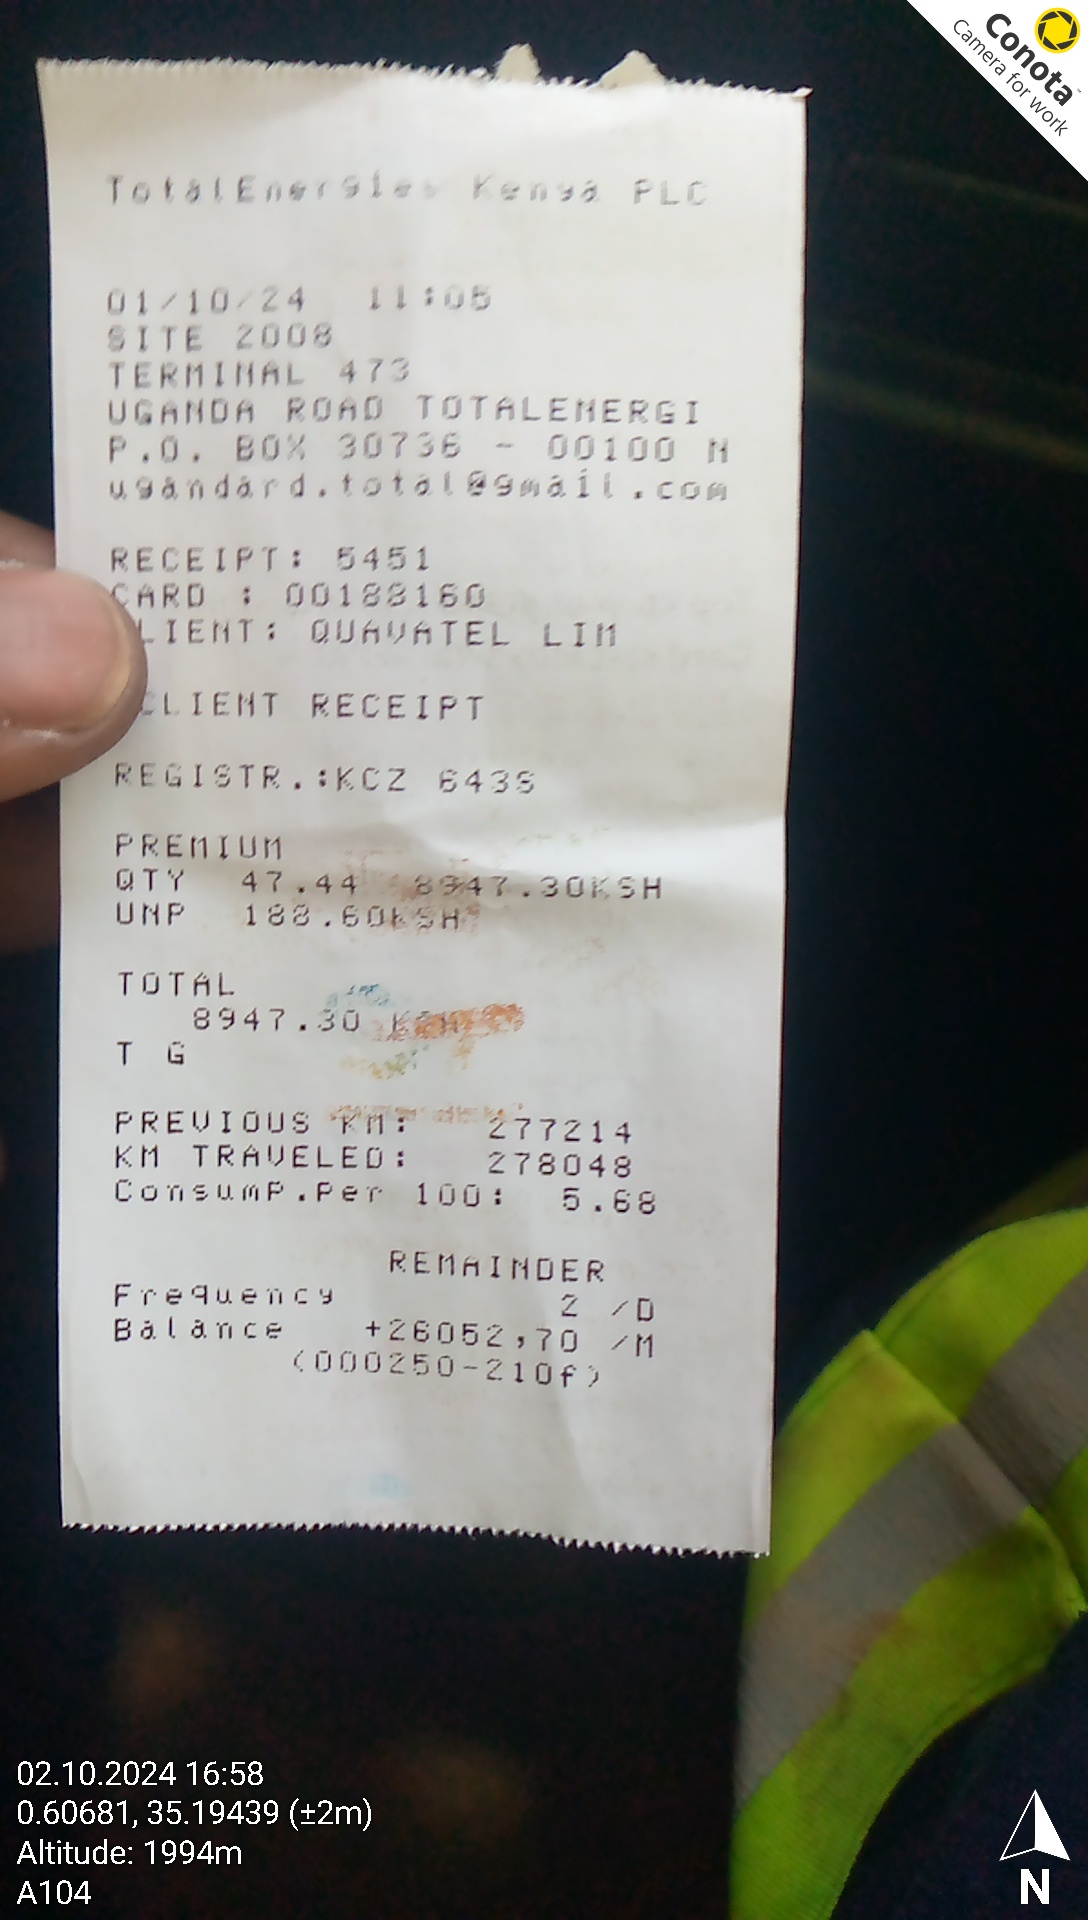 Conota
Camera for work
TotalEnergies Kenya PLC
01/10/24 11:05
SITE 2008
TERMINAL 473
UGANDA ROAD TOTALENERGI
P.O. BOX 30736 - 00100 N
ugandard.total@gmail.com
RECEIPT: 5451
CARD : 00188160
LIENT: QUAVATEL LIM
CLIENT RECEIPT
REGISTR.:KCZ 643S
PREMIUM
QTY 47.44 8947.30KSH
UNP 188.60KSH
TOTAL
8947.30 KSH
T G
PREVIOUS KM: 277214
KM TRAVELED: 278048
Consump.Per 100: 5.68
REMAINDER
Frequency 2 /D
Balance +26052,70 /M
(000250-210f)
02.10.2024 16:58
0.60681, 35.19439 (±2m)
Altitude: 1994m
A104
N